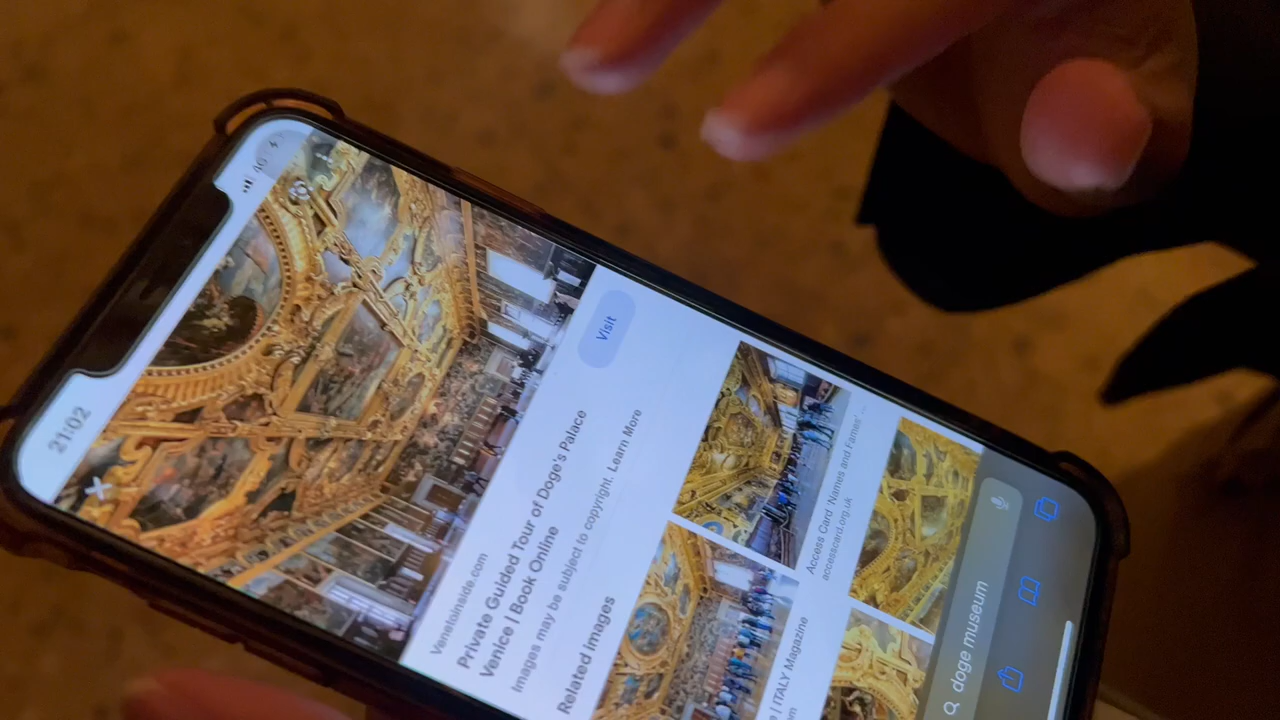 21:02
4G
Visit
Venetoinside.com
Private Guided Tour of Doge's Palace
Venice | Book Online
Images may be subject to copyright. Learn More
Related images
Access Card 'Names and Faces' ...
accesscard.org.uk
| ITALY Magazine
doge museum